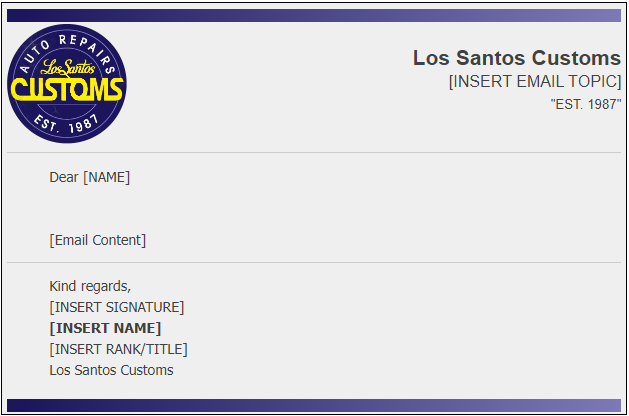 AUTO REPAIRS
Los Santos
CUSTOMS
EST. 1987
Los Santos Customs
[INSERT EMAIL TOPIC]
"EST. 1987"
Dear [NAME]
[Email Content]
Kind regards,
[INSERT SIGNATURE]
[INSERT NAME]
[INSERT RANK/TITLE]
Los Santos Customs